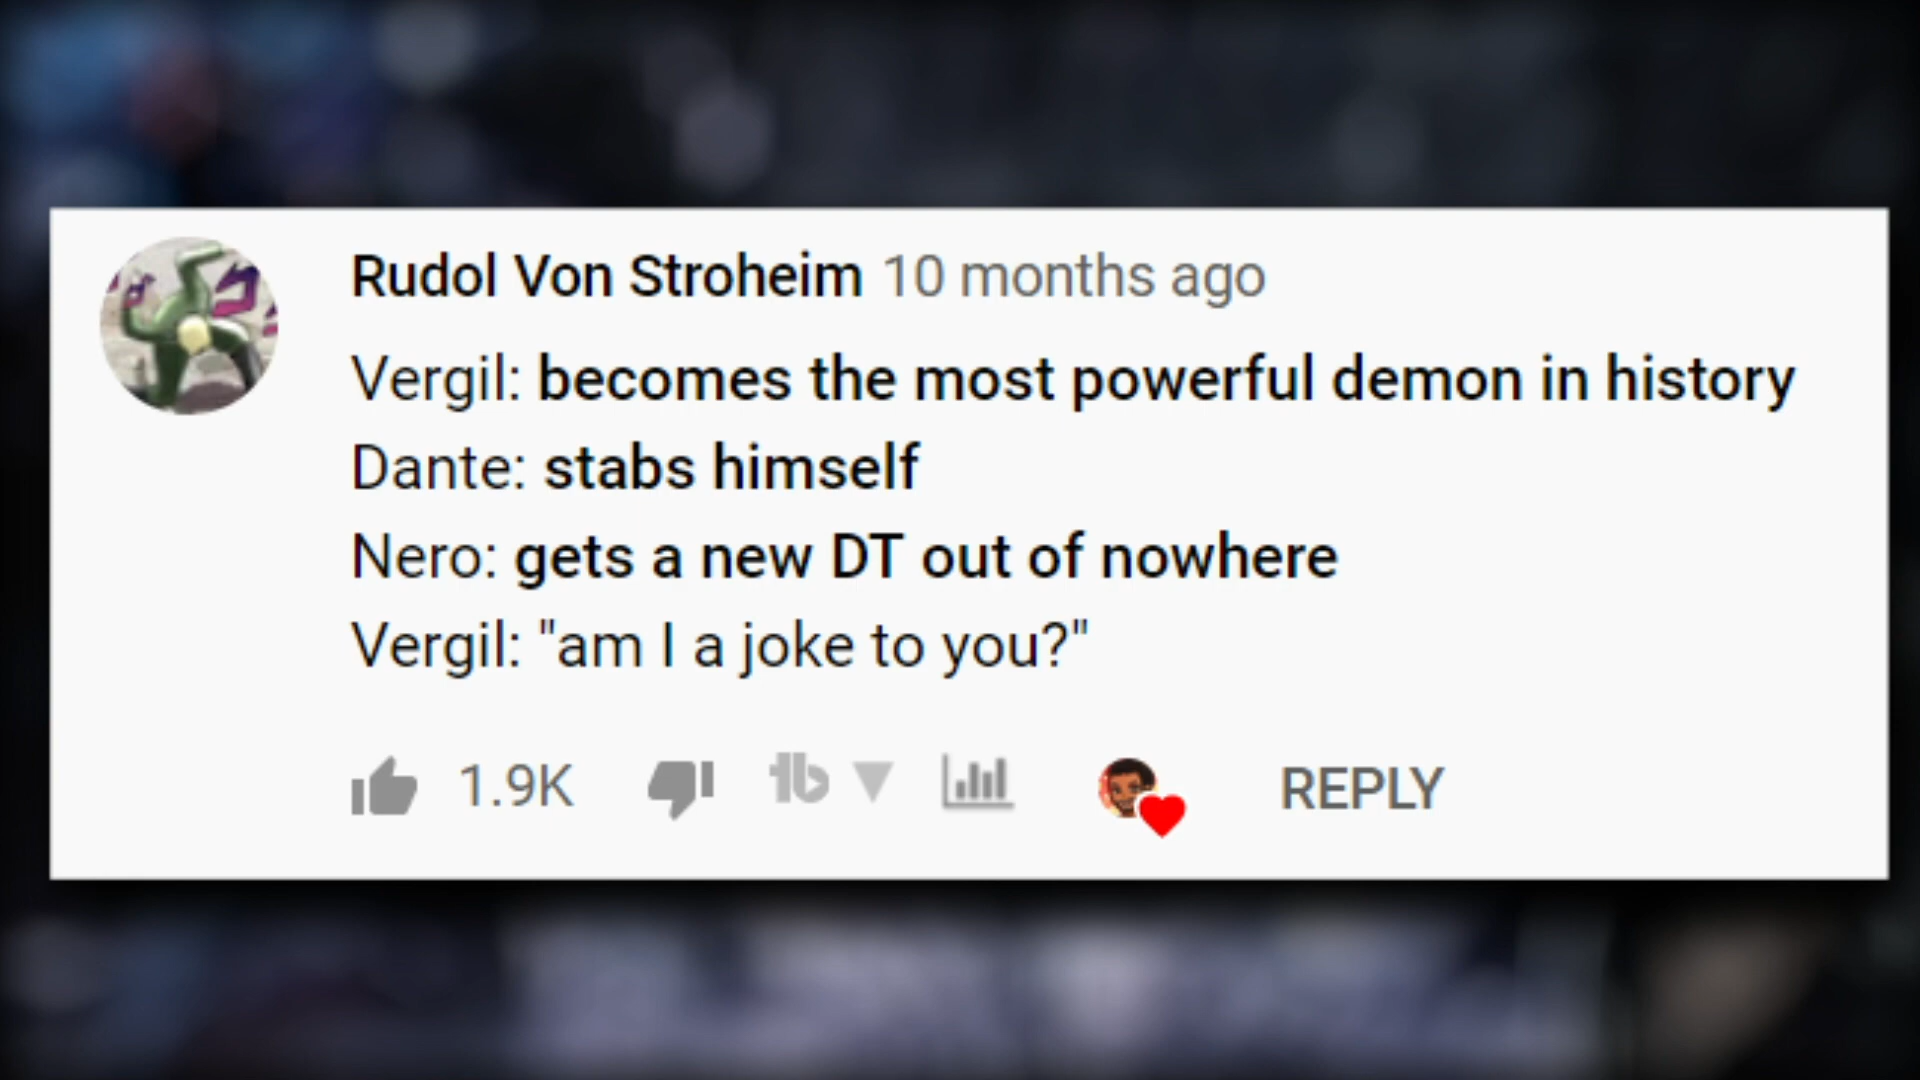 Rudol Von Stroheim 10 months ago
Vergil: becomes the most powerful demon in history
Dante: stabs himself
Nero: gets a new DT out of nowhere
Vergil: "am I a joke to you?"
1.9K tb REPLY